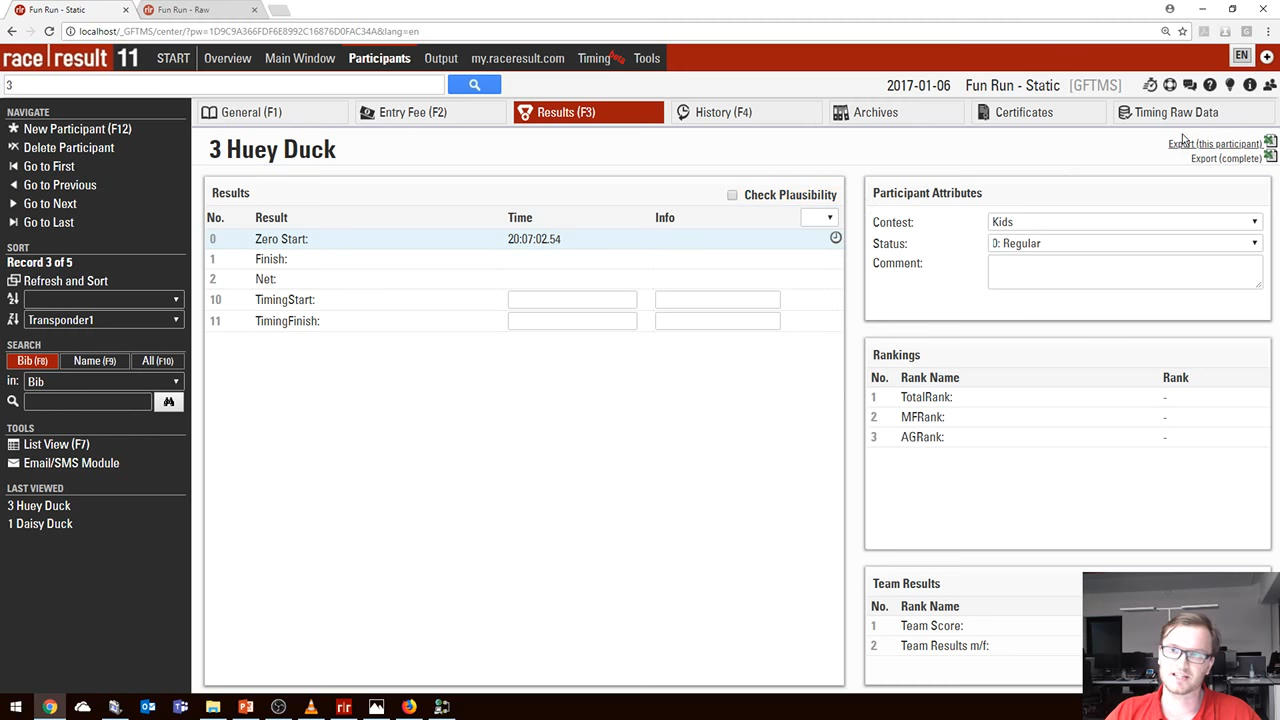 Fun Run - Static
Fun Run - Raw
localhost/_GFTMS/center/?pw=1D9C9A366FDF6E8992C16876D0FAC34A&lang=en
race result 11
START
Overview
Main Window
Participants
Output
my.raceresult.com
Timing
Tools
EN
3
2017-01-06
Fun Run - Static
[GFTMS]
NAVIGATE
New Participant (F12)
Delete Participant
Go to First
Go to Previous
Go to Next
Go to Last
SORT
Record 3 of 5
Refresh and Sort
Transponder1
SEARCH
Bib (F8)
Name (F9)
All (F10)
in: Bib
TOOLS
List View (F7)
Email/SMS Module
LAST VIEWED
3 Huey Duck
1 Daisy Duck
General (F1)
Entry Fee (F2)
Results (F3)
History (F4)
Archives
Certificates
Timing Raw Data
3 Huey Duck
Export (this participant)
Export (complete)
Results
Check Plausibility
No. Result Time Info
0 Zero Start: 20:07:02.54
1 Finish:
2 Net:
10 TimingStart:
11 TimingFinish:
Participant Attributes
Contest: Kids
Status: 0: Regular
Comment:
Rankings
No. Rank Name Rank
1 TotalRank: -
2 MFRank: -
3 AGRank: -
Team Results
No. Rank Name
1 Team Score:
2 Team Results m/f: